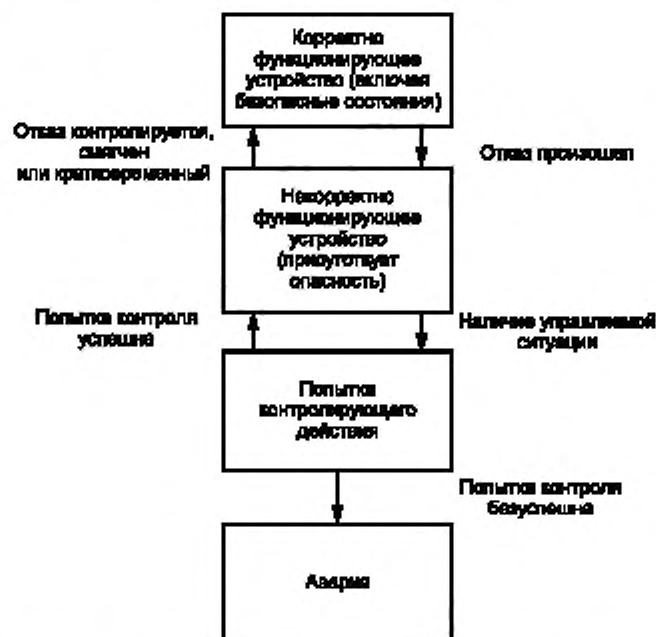 Корректно
функционирующее
устройство (включая
безопасные состояния)
Отказ контролируется,
смягчен
или кратковременный
Отказ произошел
Некорректно
функционирующее
устройство
(присутствует
опасность)
Попытка контроля
успешна
Наличие управляемой
ситуации
Попытка
контролирующего
действия
Попытка контроля
безуспешна
Авария